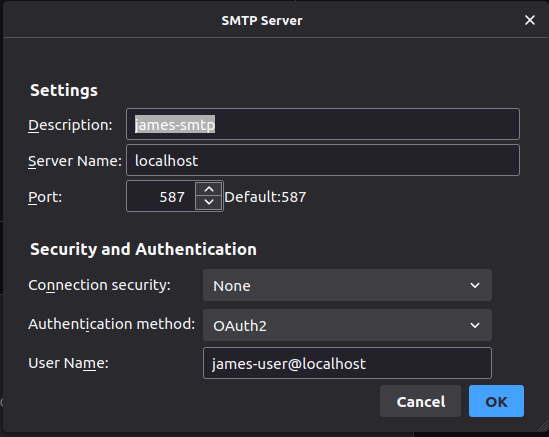 SMTP Server
Settings
Description: james-smtp
Server Name: localhost
Port: 587 Default:587
Security and Authentication
Connection security: None
Authentication method: OAuth2
User Name: james-user@localhost
Cancel OK